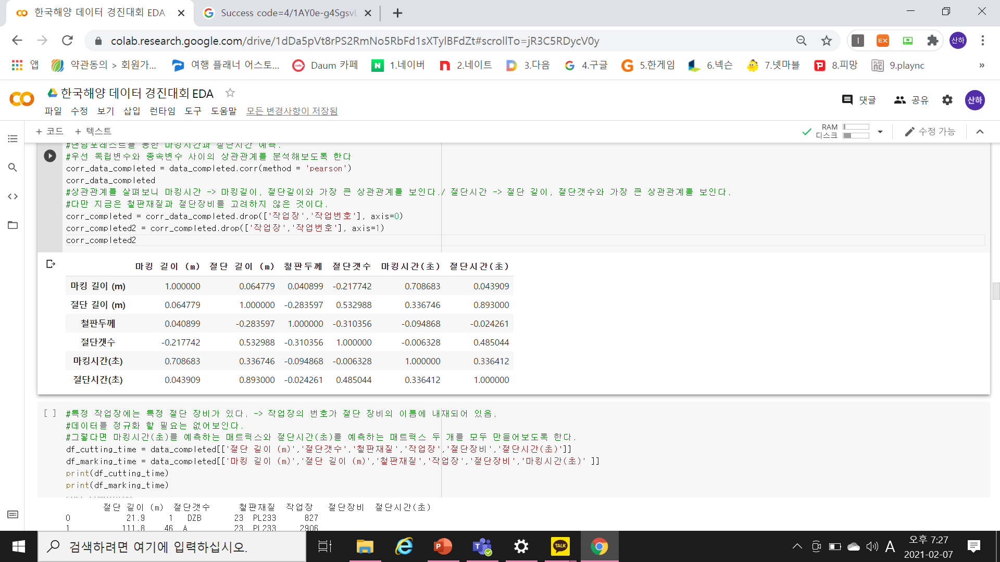 한국해양 데이터 경진대회 EDA
Success code=4/1AY0e-g4SgsvL
colab.research.google.com/drive/1dDa5pVt8rPS2RmNo5RbFd1sXTylBFdZt#scrollTo=jR3C5RDycV0y
EX
산하
앱 약관동의 > 회원가... 여행 플래너 어스토... Daum 카페 1.네이버 2.네이트 3.다음 4.구글 5.한게임 6.넥슨 7.넷마블 8.피망 9.plaync »
한국해양 데이터 경진대회 EDA
댓글 공유 산하
파일 수정 보기 삽입 런타임 도구 도움말 모든 변경사항이 저장됨
+ 코드 + 텍스트
RAM
디스크
수정 가능
#랜덤포레스트를 통한 마킹시간과 절단시간 예측.
#우선 독립변수와 종속변수 사이의 상관관계를 분석해보도록 한다
corr_data_completed = data_completed.corr(method = 'pearson')
corr_data_completed
#상관관계를 살펴보니 마킹시간 -> 마킹길이, 절단길이와 가장 큰 상관관계를 보인다./ 절단시간 -> 절단 길이, 절단갯수와 가장 큰 상관관계를 보인다.
#다만 지금은 철판재질과 절단장비를 고려하지 않은 것이다.
corr_completed = corr_data_completed.drop(['작업장','작업번호'], axis=0)
corr_completed2 = corr_completed.drop(['작업장','작업번호'], axis=1)
corr_completed2
마킹 길이 (m) 절단 길이 (m) 철판두께 절단갯수 마킹시간(초) 절단시간(초)
마킹 길이 (m) 1.000000 0.064779 0.040899 -0.217742 0.708683 0.043909
절단 길이 (m) 0.064779 1.000000 -0.283597 0.532988 0.336746 0.893000
철판두께 0.040899 -0.283597 1.000000 -0.310356 -0.094868 -0.024261
절단갯수 -0.217742 0.532988 -0.310356 1.000000 -0.006328 0.485044
마킹시간(초) 0.708683 0.336746 -0.094868 -0.006328 1.000000 0.336412
절단시간(초) 0.043909 0.893000 -0.024261 0.485044 0.336412 1.000000
[ ] #특정 작업장에는 특정 절단 장비가 있다. -> 작업장의 번호가 절단 장비의 이름에 내재되어 있음.
#데이터를 정규화 할 필요는 없어보인다.
#그렇다면 마킹시간(초)를 예측하는 매트릭스와 절단시간(초)를 예측하는 매트릭스 두 개를 모두 만들어보도록 한다.
df_cutting_time = data_completed[['절단 길이 (m)','절단갯수','철판재질','작업장','절단장비','절단시간(초)']]
df_marking_time = data_completed[['마킹 길이 (m)','절단 길이 (m)','철판재질','작업장','절단장비','마킹시간(초)' ]]
print(df_cutting_time)
print(df_marking_time)
절단 길이 (m) 절단갯수 철판재질 작업장 절단장비 절단시간(초)
0 21.9 1 DZB 23 PL233 827
1 111.8 46 A 23 PL233 2906
검색하려면 여기에 입력하십시오.
TALK
A
오후 7:27
2021-02-07